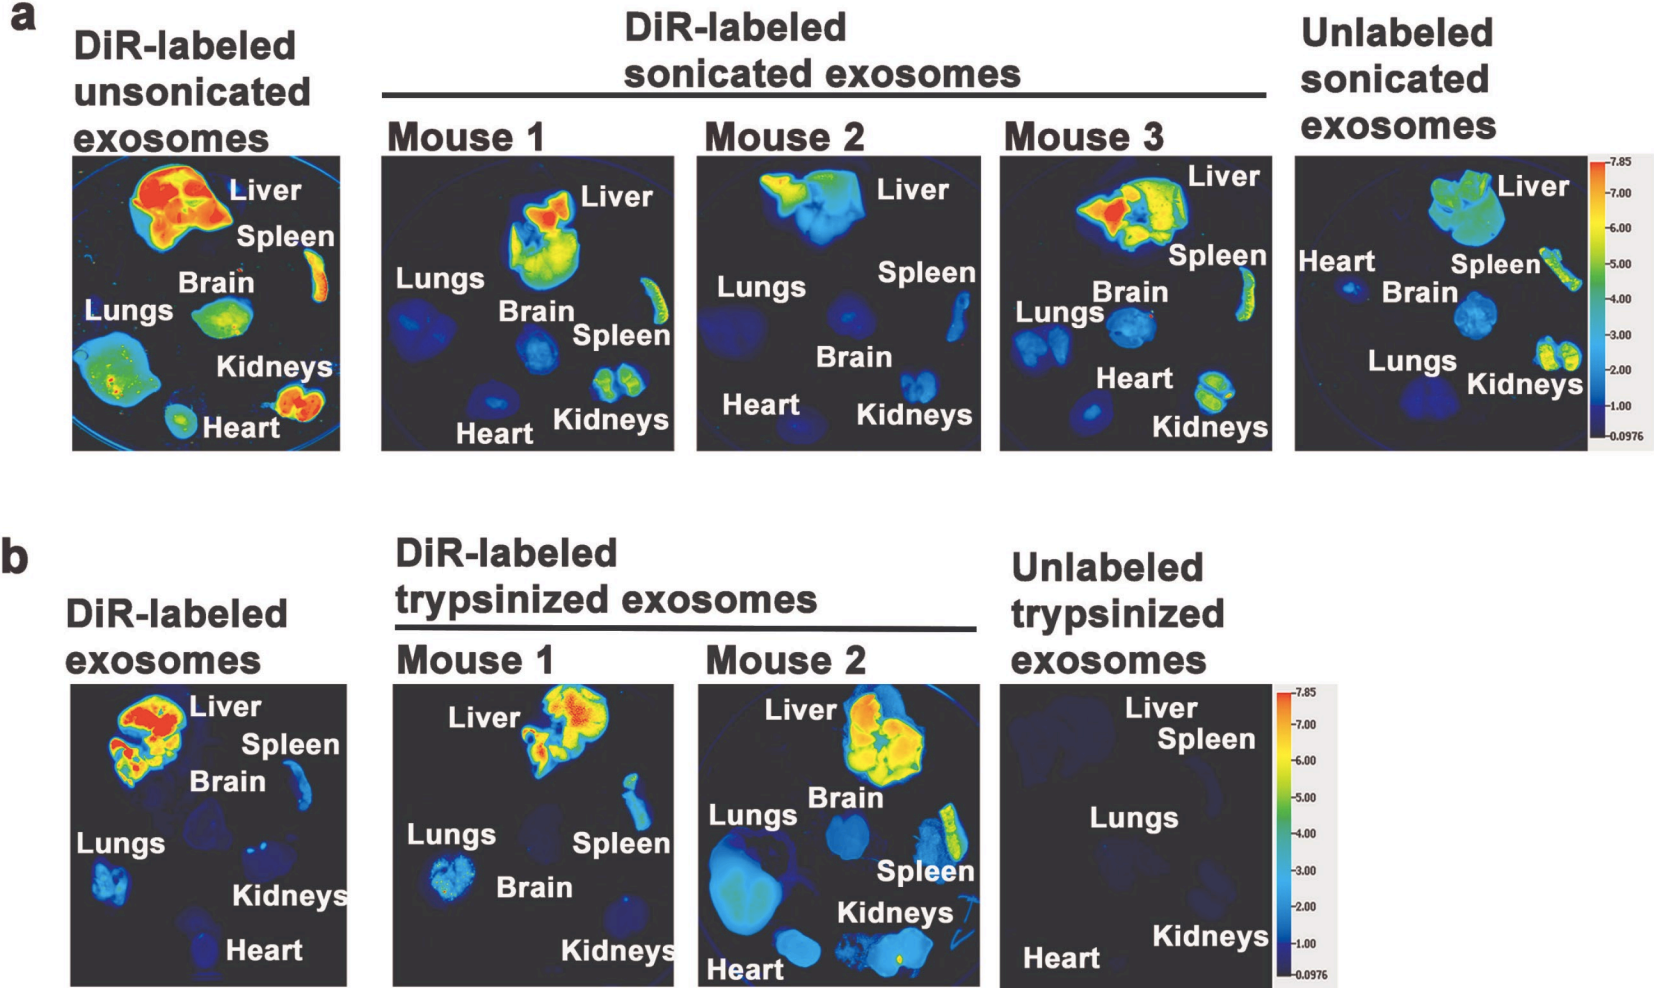 a
DiR-labeled
unsonicated
exosomes
DiR-labeled
sonicated exosomes
Mouse 1
Mouse 2
Mouse 3
Unlabeled
sonicated
exosomes
Liver
Spleen
Brain
Lungs
Kidneys
Heart
Liver
Lungs
Brain
Spleen
Kidneys
Heart
Liver
Spleen
Lungs
Brain
Heart
Kidneys
Liver
Spleen
Brain
Lungs
Heart
Kidneys
Liver
Heart
Spleen
Brain
Lungs
Kidneys
7.85
7.00
6.00
5.00
4.00
3.00
2.00
1.00
0.0976
b
DiR-labeled
exosomes
DiR-labeled
trypsinized exosomes
Mouse 1
Mouse 2
Unlabeled
trypsinized
exosomes
Liver
Spleen
Brain
Lungs
Kidneys
Heart
Liver
Lungs
Spleen
Brain
Kidneys
Liver
Brain
Lungs
Spleen
Kidneys
Heart
Liver
Spleen
Lungs
Kidneys
Heart
7.85
7.00
6.00
5.00
4.00
3.00
2.00
1.00
0.0976